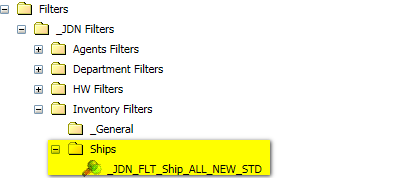 Filters
_JDN Filters
Agents Filters
Department Filters
HW Filters
Inventory Filters
_General
Ships
_JDN_FLT_Ship_ALL_NEW_STD